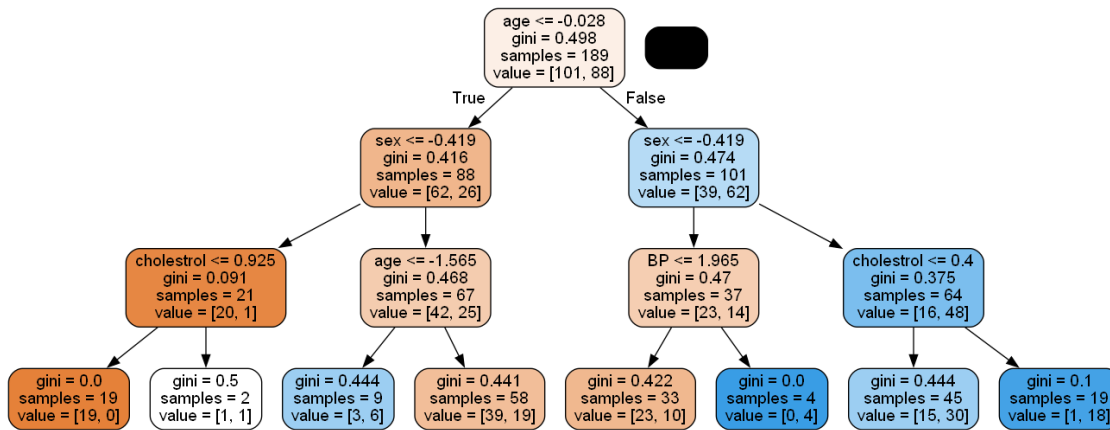 age <= -0.028
gini = 0.498
samples = 189
value = [101, 88]
True
False
sex <= -0.419
gini = 0.416
samples = 88
value = [62, 26]
sex <= -0.419
gini = 0.474
samples = 101
value = [39, 62]
cholestrol <= 0.925
gini = 0.091
samples = 21
value = [20, 1]
age <= -1.565
gini = 0.468
samples = 67
value = [42, 25]
BP <= 1.965
gini = 0.47
samples = 37
value = [23, 14]
cholestrol <= 0.4
gini = 0.375
samples = 64
value = [16, 48]
gini = 0.0
samples = 19
value = [19, 0]
gini = 0.5
samples = 2
value = [1, 1]
gini = 0.444
samples = 9
value = [3, 6]
gini = 0.441
samples = 58
value = [39, 19]
gini = 0.422
samples = 33
value = [23, 10]
gini = 0.0
samples = 4
value = [0, 4]
gini = 0.444
samples = 45
value = [15, 30]
gini = 0.1
samples = 19
value = [1, 18]